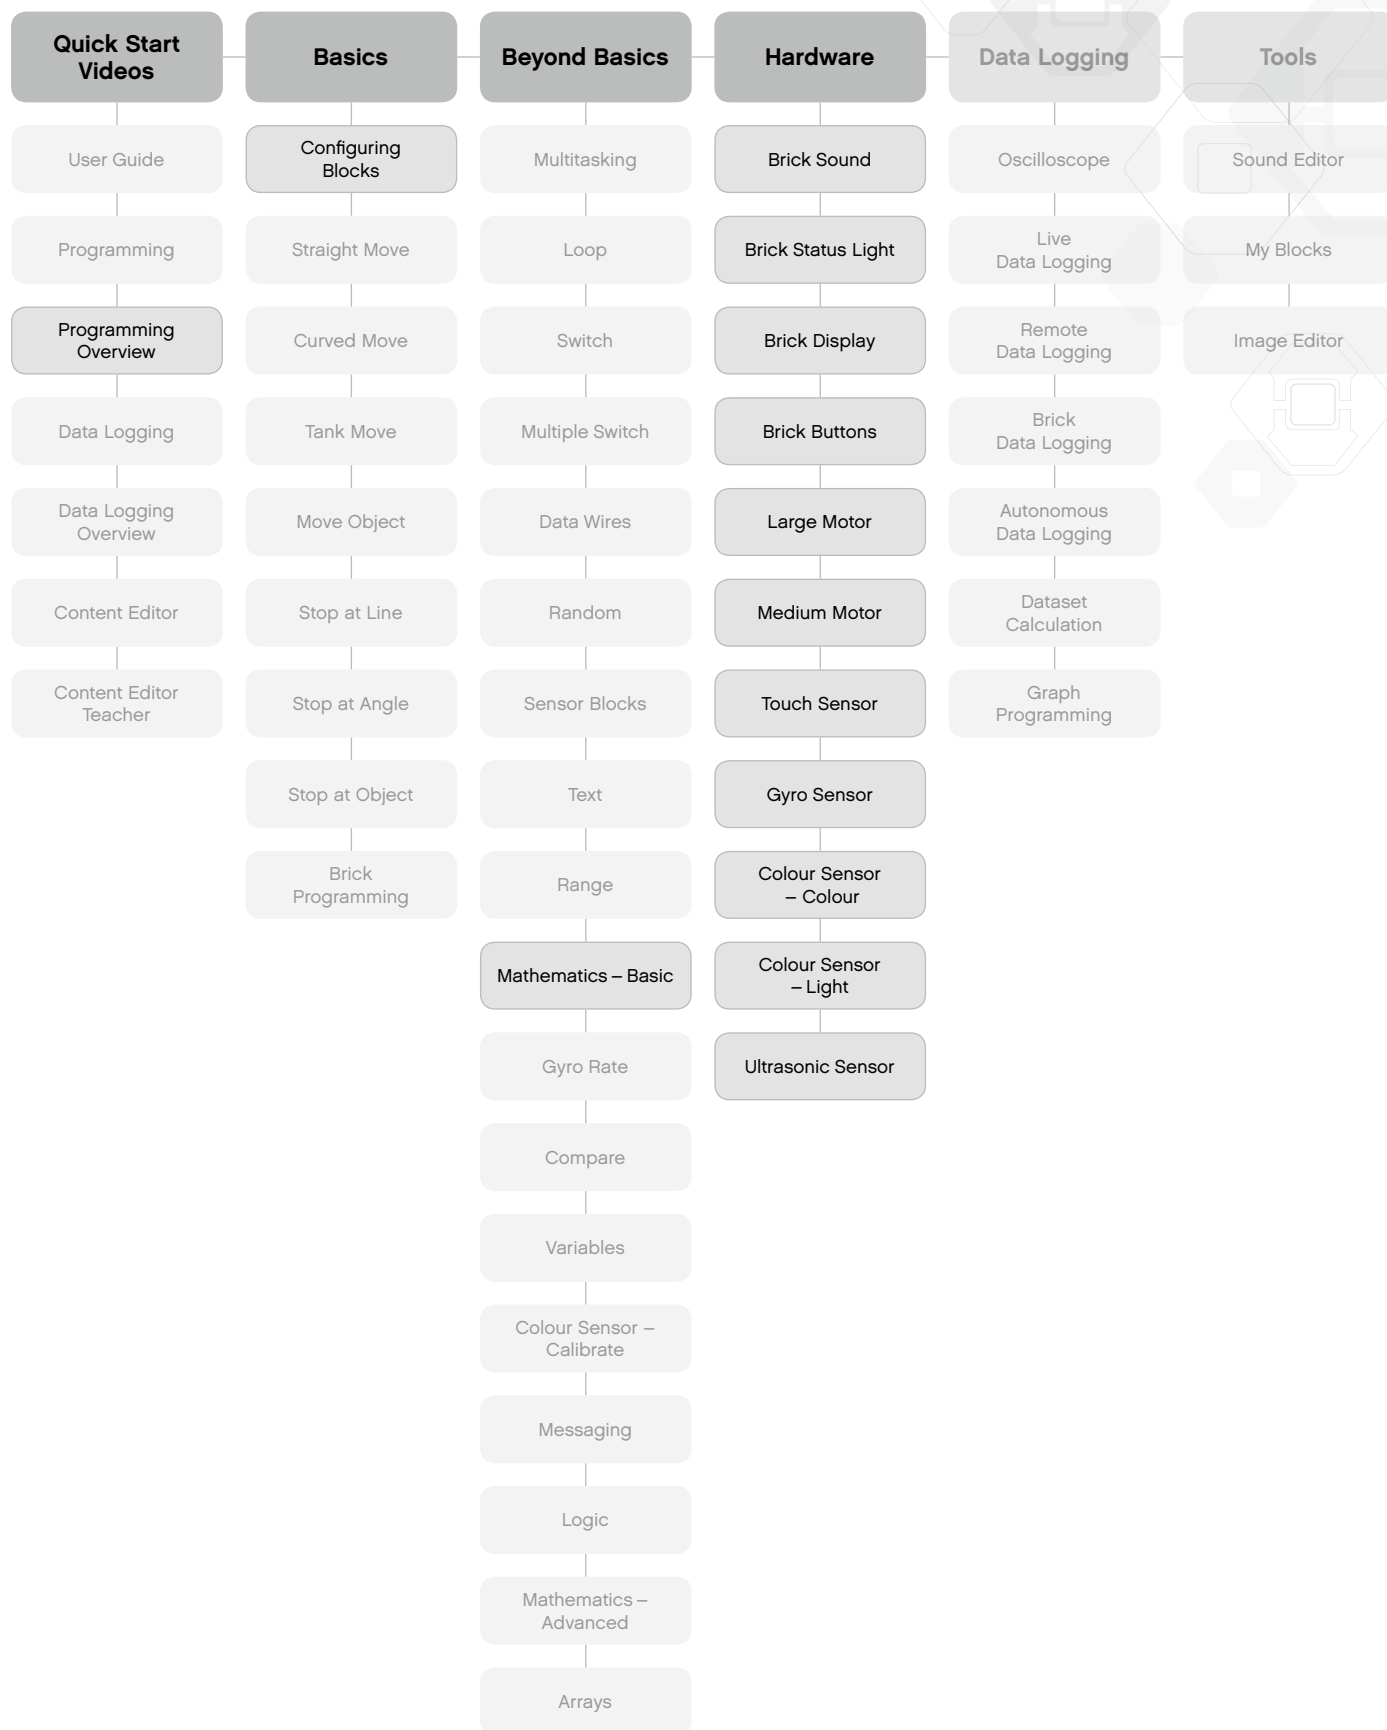 Quick Start
Videos
User Guide
Programming
Programming
Overview
Data Logging
Data Logging
Overview
Content Editor
Content Editor
Teacher
Basics
Configuring
Blocks
Straight Move
Curved Move
Tank Move
Move Object
Stop at Line
Stop at Angle
Stop at Object
Brick
Programming
Beyond Basics
Multitasking
Loop
Switch
Multiple Switch
Data Wires
Random
Sensor Blocks
Text
Range
Mathematics – Basic
Gyro Rate
Compare
Variables
Colour Sensor –
Calibrate
Messaging
Logic
Mathematics –
Advanced
Arrays
Hardware
Brick Sound
Brick Status Light
Brick Display
Brick Buttons
Large Motor
Medium Motor
Touch Sensor
Gyro Sensor
Colour Sensor
– Colour
Colour Sensor
– Light
Ultrasonic Sensor
Data Logging
Oscilloscope
Live
Data Logging
Remote
Data Logging
Brick
Data Logging
Autonomous
Data Logging
Dataset
Calculation
Graph
Programming
Tools
Sound Editor
My Blocks
Image Editor